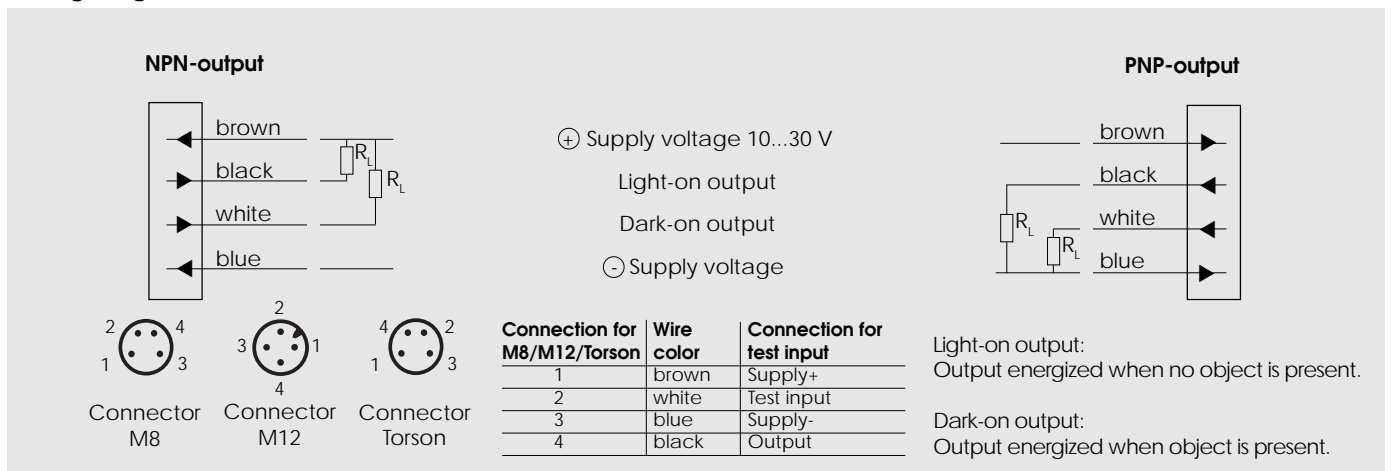 NPN-output
PNP-output
brown
black
white
blue
R_L
R_L
+ Supply voltage 10...30 V
Light-on output
Dark-on output
- Supply voltage
brown
black
white
blue
R_L
R_L
2 4
1 3
Connector
M8
2
3 1
4
Connector
M12
4 2
1 3
Connector
Torson
Connection for M8/M12/Torson | Wire color | Connection for test input
1 brown Supply+
2 white Test input
3 blue Supply-
4 black Output
Light-on output:
Output energized when no object is present.
Dark-on output:
Output energized when object is present.